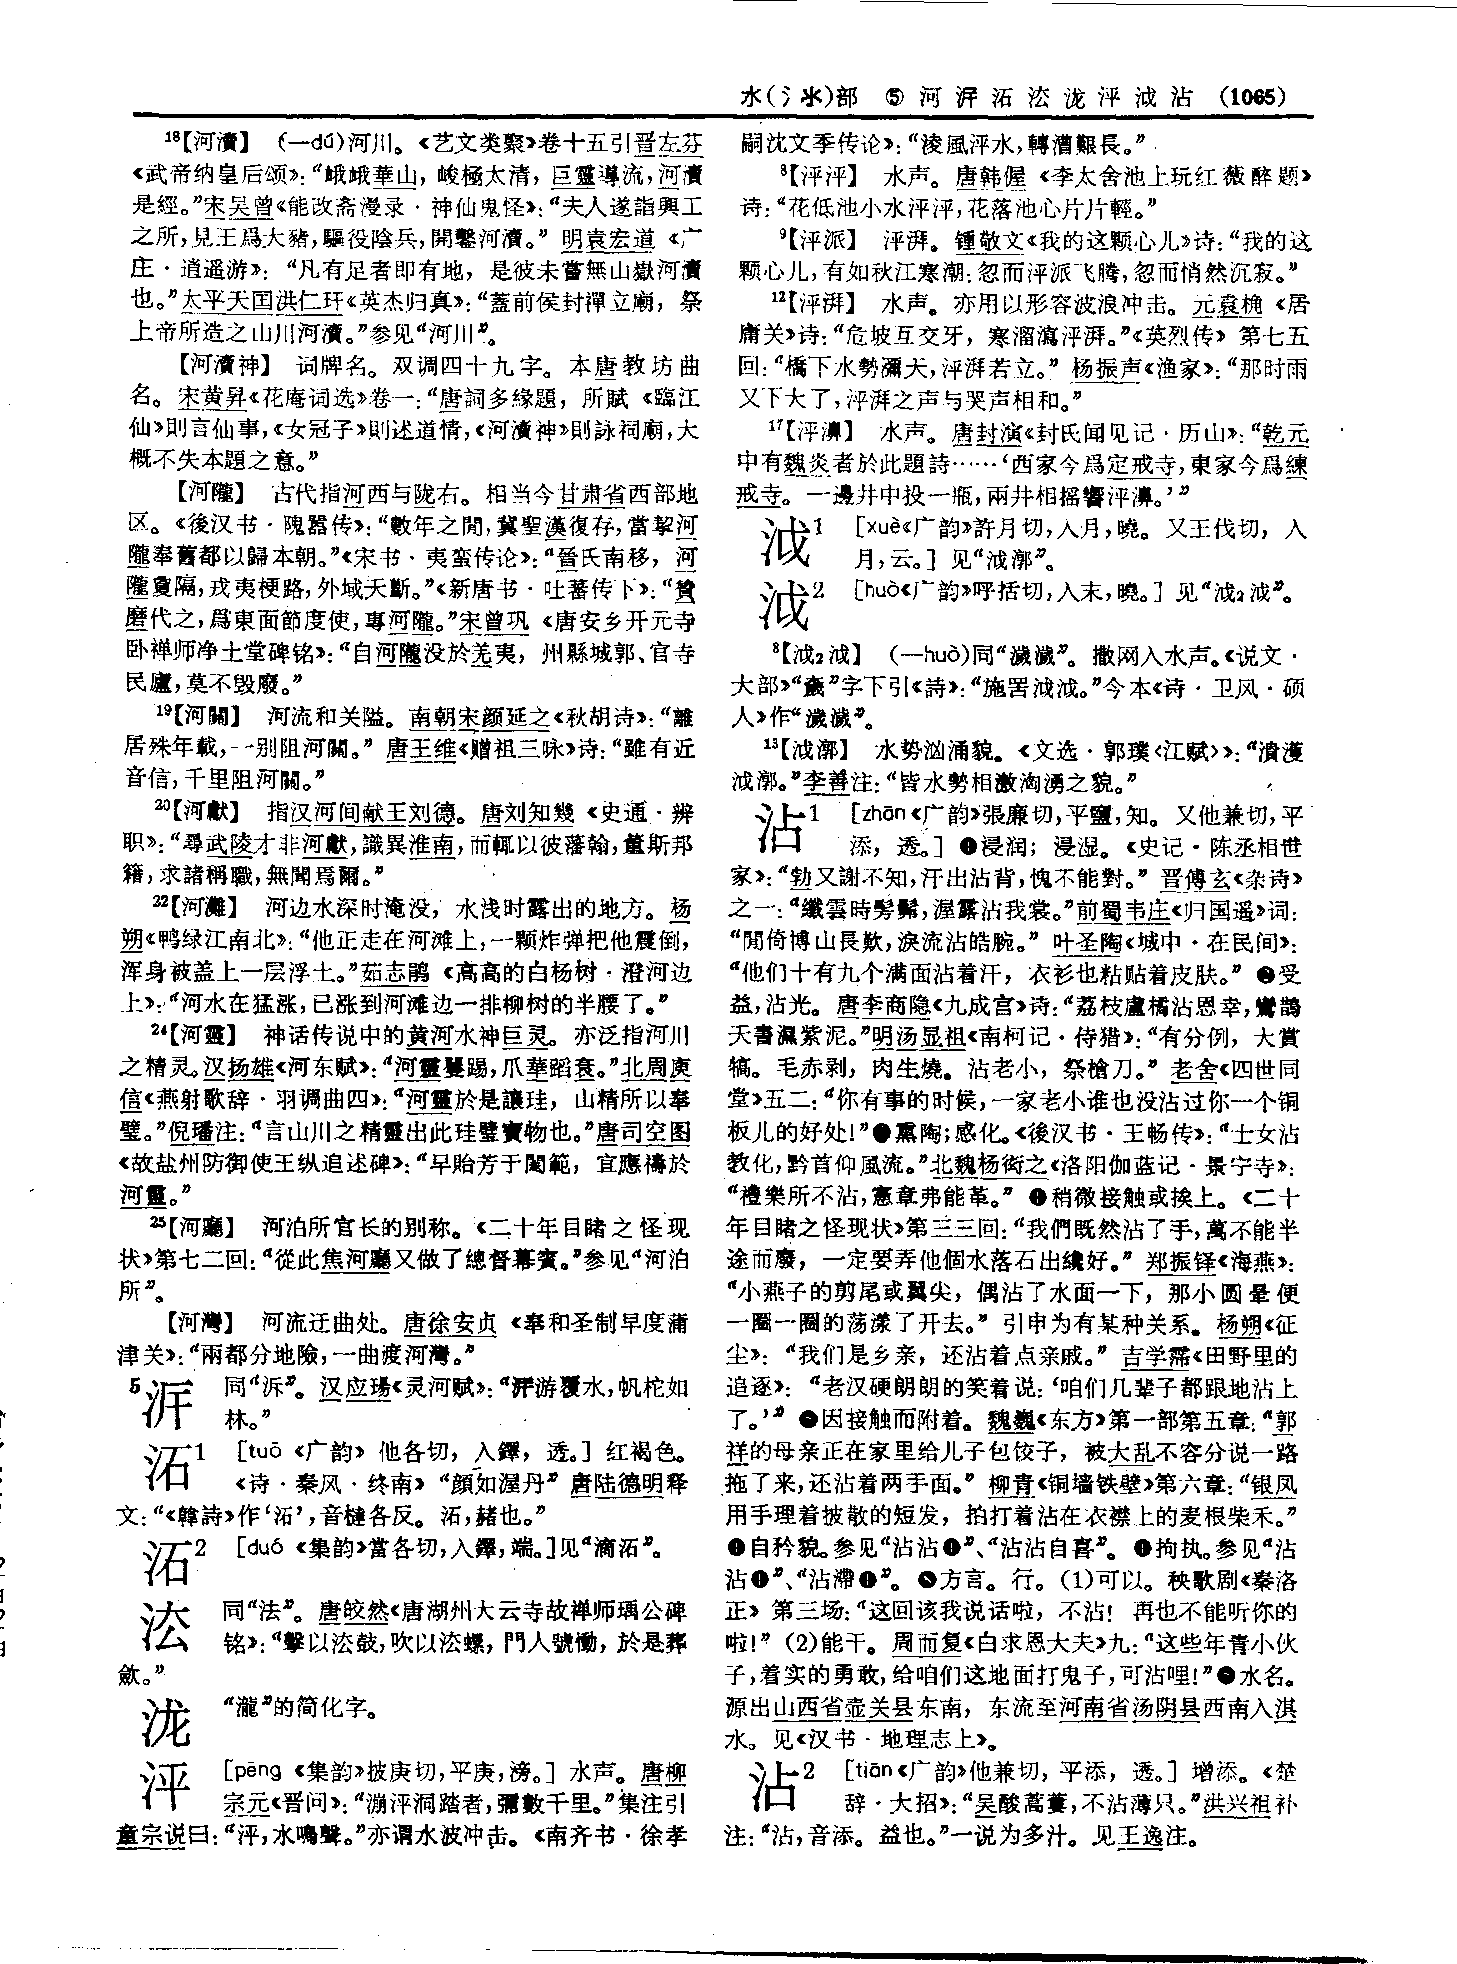 水(氵氺)部 ⑤ 河 泙 沰 浤 泷 泙 泧 沾 (1065)
18【河瀆】 (—dú)河川。《艺文类聚》卷十五引晋左芬
《武帝纳皇后颂》：“峨峨華山，峻極太清，巨靈導流，河瀆
是經。”宋吴曾《能改斋漫录·神仙鬼怪》：“夫人遂詣興工
之所，見王爲大豬，驅役陰兵，開鑿河瀆。” 明袁宏道《广
庄·逍遥游》：“凡有足者即有地，是彼未嘗無山嶽河瀆
也。”太平天国洪仁玕《英杰归真》：“蓋前侯封禪立廟，祭
上帝所造之山川河瀆。”参见“河川”。
【河瀆神】 词牌名。双调四十九字。本唐教坊曲
名。宋黄昇《花庵词选》卷一：“唐詞多緣題，所賦《臨江
仙》則言仙事，《女冠子》則述道情，《河瀆神》則詠祠廟，大
概不失本題之意。”
【河隴】 古代指河西与陇右。相当今甘肃省西部地
区。《後汉书·隗嚣传》：“數年之間，冀聖漢復存，當挈河
隴奉舊都以歸本朝。”《宋书·夷蛮传论》：“晉氏南移，河
隴夐隔，戎夷梗路，外域天斷。”《新唐书·吐蕃传下》：“贊
磨代之，爲東面節度使，專河隴。”宋曾巩《唐安乡开元寺
卧禅师净土堂碑铭》：“自河隴没於羌夷，州縣城郭、官寺
民廬，莫不毁廢。”
19【河關】 河流和关隘。南朝宋颜延之《秋胡诗》：“離
居殊年載，一别阻河關。” 唐王维《赠祖三咏》诗：“雖有近
音信，千里阻河關。”
20【河獻】 指汉河间献王刘德。唐刘知幾《史通·辨
职》：“尋武陵才非河獻，識異淮南，而輒以彼藩翰，董斯邦
籍，求諸稱職，無聞焉爾。”
22【河灘】 河边水深时淹没，水浅时露出的地方。杨
朔《鸭绿江南北》：“他正走在河滩上，一颗炸弹把他震倒，
浑身被盖上一层浮土。”茹志鹃《高高的白杨树·澄河边
上》：“河水在猛涨，已涨到河滩边一排柳树的半腰了。”
24【河靈】 神话传说中的黄河水神巨灵。亦泛指河川
之精灵。汉扬雄《河东赋》：“河靈矍踢，爪華蹈衰。”北周庾
信《燕射歌辞·羽调曲四》：“河靈於是讓珪，山精所以奉
璧。”倪璠注：“言山川之精靈出此珪璧寶物也。”唐司空图
《故盐州防御使王纵追述碑》：“早貽芳于閫範，宜應禱於
河靈。”
25【河廳】 河泊所官长的别称。《二十年目睹之怪现
状》第七二回：“從此焦河廳又做了總督幕賓。”参见“河泊
所”。
【河灣】 河流迂曲处。唐徐安贞《奉和圣制早度蒲
津关》：“兩都分地險，一曲渡河灣。”
5 同“泝”。汉应玚《灵河赋》：“游覆水，帆柁如
林。”
沰1 [tuō《广韵》他各切，入鐸，透。] 红褐色。
《诗·秦风·终南》“顔如渥丹”唐陆德明释
文：“《韓詩》作‘沰’，音撻各反。沰，赭也。”
沰2 [duó《集韵》當各切，入鐸，端。]见“滴沰”。
浤 同“法”。唐皎然《唐湖州大云寺故禅师瑀公碑
铭》：“擊以浤鼓，吹以浤螺，門人號慟，於是葬
歛。”
泷 “瀧”的简化字。
泙 [pēng《集韵》披庚切，平庚，滂。] 水声。唐柳
宗元《晋问》：“漰泙洞踏者，彌數千里。”集注引
童宗说曰：“泙，水鳴聲。”亦谓水波冲击。《南齐书·徐孝
嗣沈文季传论》：“淩風泙水，轉漕艱長。”
8【泙泙】 水声。唐韩偓《李太舍池上玩红薇醉题》
诗：“花低池小水泙泙，花落池心片片輕。”
9【泙派】 泙湃。锺敬文《我的这颗心儿》诗：“我的这
颗心儿，有如秋江寒潮：忽而泙派飞腾，忽而悄然沉寂。”
12【泙湃】 水声。亦用以形容波浪冲击。元袁桷《居
庸关》诗：“危坡互交牙，寒溜瀉泙湃。”《英烈传》第七五
回：“橋下水勢瀰天，泙湃若立。” 杨振声《渔家》：“那时雨
又下大了，泙湃之声与哭声相和。”
17【泙濞】 水声。唐封演《封氏闻见记·历山》：“乾元
中有魏炎者於此題詩……‘西家今爲定戒寺，東家今爲練
戒寺。一邊井中投一瓶，兩井相摇響泙濞。’”
泧1 [xuè《广韵》許月切，入月，曉。又王伐切，入
月，云。] 见“泧漷”。
泧2 [huò《广韵》呼括切，入末，曉。] 见“泧2泧”。
8【泧2泧】 (—huò)同“濊濊”。撒网入水声。《说文·
大部》“奯”字下引《詩》：“施罟泧泧。”今本《诗·卫风·硕
人》作“濊濊”。
13【泧漷】 水势汹涌貌。《文选·郭璞〈江赋〉》：“潰濩
泧漷。”李善注：“皆水勢相激洶湧之貌。”
沾1 [zhān《广韵》張廉切，平鹽，知。又他兼切，平
添，透。] ❶浸润；浸湿。《史记·陈丞相世
家》：“勃又謝不知，汗出沾背，愧不能對。” 晋傅玄《杂诗》
之一：“纖雲時髣髴，渥露沾我裳。”前蜀韦庄《归国遥》词：
“閒倚博山長歎，淚流沾皓腕。” 叶圣陶《城中·在民间》：
“他们十有九个满面沾着汗，衣衫也粘贴着皮肤。” ❷受
益，沾光。唐李商隐《九成宫》诗：“荔枝盧橘沾恩幸，鸞鵲
天書濕紫泥。”明汤显祖《南柯记·侍猎》：“有分例，大賞
犒。毛赤剥，肉生燒。沾老小，祭槍刀。” 老舍《四世同
堂》五二：“你有事的时候，一家老小谁也没沾过你一个铜
板儿的好处！”❸熏陶；感化。《後汉书·王畅传》：“士女沾
教化，黔首仰風流。”北魏杨衒之《洛阳伽蓝记·景宁寺》：
“禮樂所不沾，憲章弗能革。” ❹稍微接触或挨上。《二十
年目睹之怪现状》第三三回：“我們既然沾了手，萬不能半
途而廢，一定要弄他個水落石出纔好。” 郑振铎《海燕》：
“小燕子的剪尾或翼尖，偶沾了水面一下，那小圆晕便
一圈一圈的荡漾了开去。” 引申为有某种关系。杨朔《征
尘》：“我们是乡亲，还沾着点亲戚。” 吉学霈《田野里的
追逐》：“老汉硬朗朗的笑着说：‘咱们几辈子都跟地沾上
了。’” ❺因接触而附着。魏巍《东方》第一部第五章：“郭
祥的母亲正在家里给儿子包饺子，被大乱不容分说一路
拖了来，还沾着两手面。” 柳青《铜墙铁壁》第六章：“银凤
用手理着披散的短发，拍打着沾在衣襟上的麦根柴禾。”
❻自矜貌。参见“沾沾❶”、“沾沾自喜”。 ❼拘执。参见“沾
沾❶”、“沾滯❶”。 ❽方言。行。(1)可以。秧歌剧《秦洛
正》第三场：“这回该我说话啦，不沾！再也不能听你的
啦！” (2)能干。周而复《白求恩大夫》九：“这些年青小伙
子，着实的勇敢，给咱们这地面打鬼子，可沾哩！”❾水名。
源出山西省壶关县东南，东流至河南省汤阴县西南入淇
水。见《汉书·地理志上》。
沾2 [tiān《广韵》他兼切，平添，透。] 增添。《楚
辞·大招》：“吴酸蒿蔞，不沾薄只。”洪兴祖补
注：“沾，音添。益也。”一说为多汁。见王逸注。